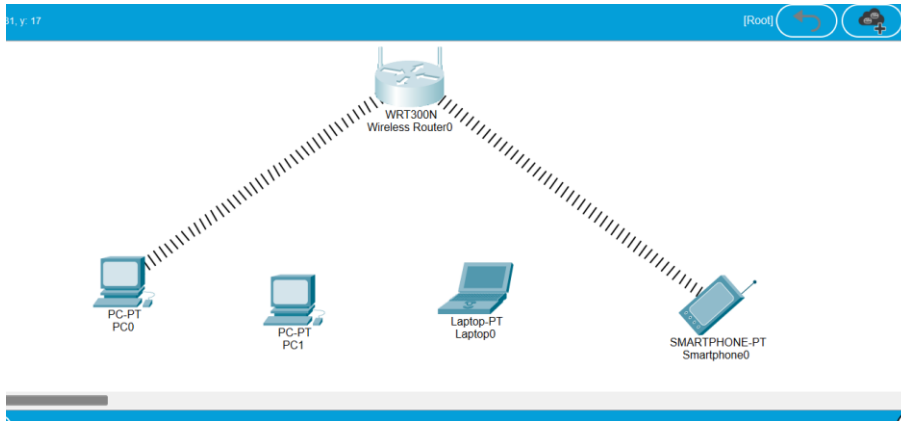 31, y: 17
[Root]
WRT300N
Wireless Router0
PC-PT
PC0
PC-PT
PC1
Laptop-PT
Laptop0
SMARTPHONE-PT
Smartphone0